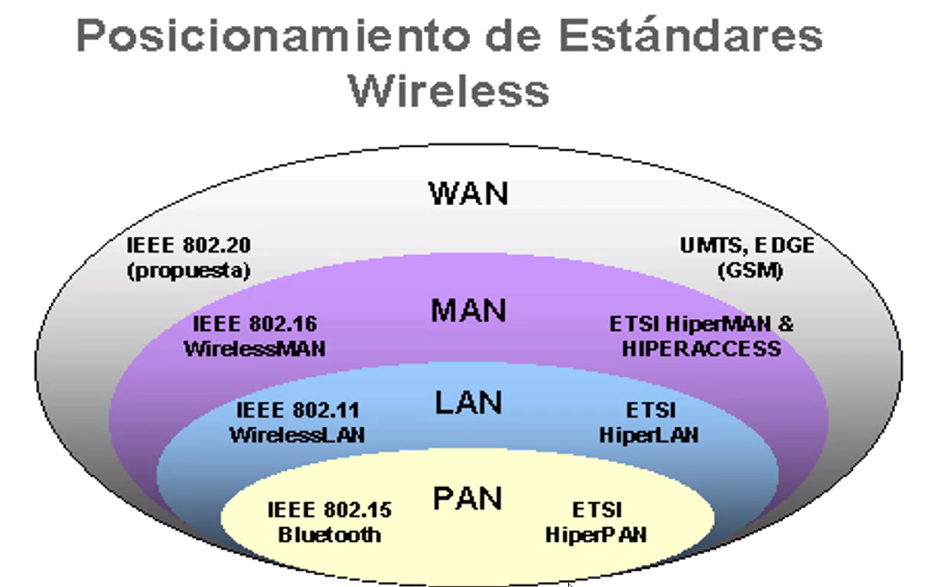 Posicionamiento de Estándares
Wireless
WAN
IEEE 802.20
(propuesta)
UMTS, EDGE
(GSM)
MAN
IEEE 802.16
WirelessMAN
ETSI HiperMAN &
HIPERACCESS
LAN
IEEE 802.11
WirelessLAN
ETSI
HiperLAN
PAN
IEEE 802.15
Bluetooth
ETSI
HiperPAN